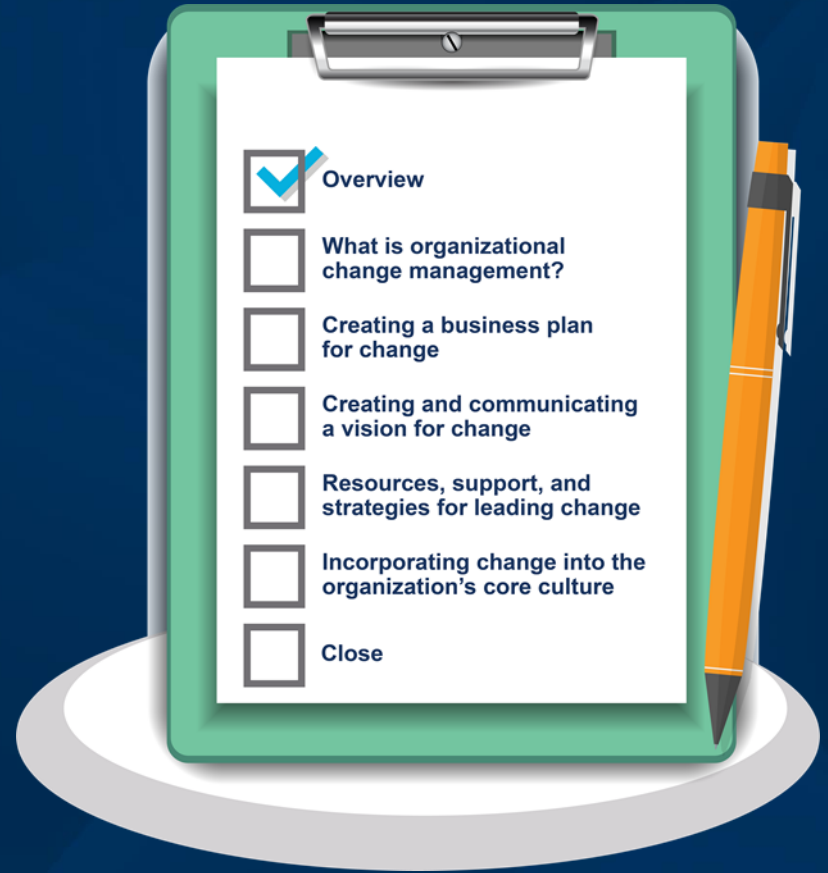 Overview
What is organizational
change management?
Creating a business plan
for change
Creating and communicating
a vision for change
Resources, support, and
strategies for leading change
Incorporating change into the
organization’s core culture
Close